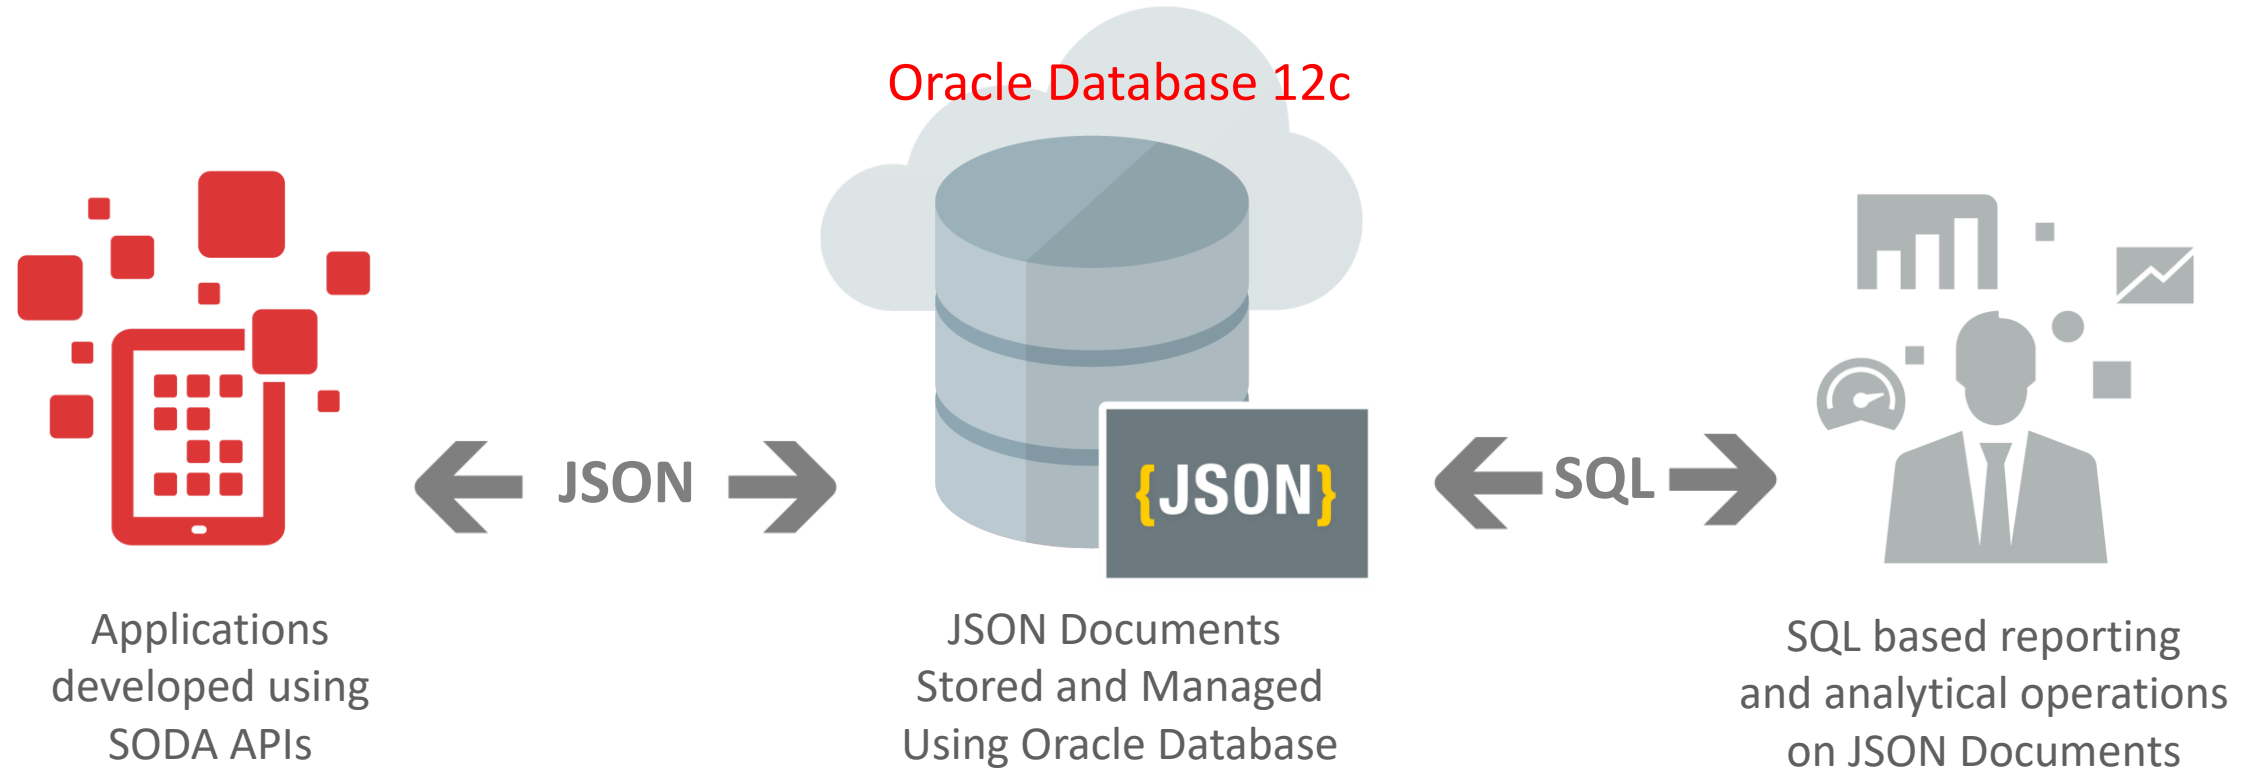 Oracle Database 12c
JSON
{JSON}
SQL
Applications
developed using
SODA APIs
JSON Documents
Stored and Managed
Using Oracle Database
SQL based reporting
and analytical operations
on JSON Documents